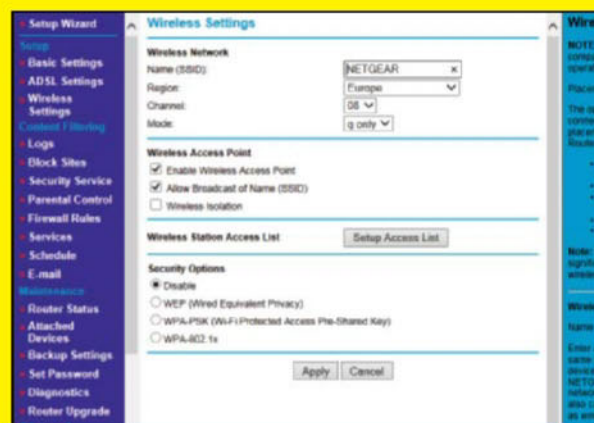 Setup Wizard
Setup
Basic Settings
ADSL Settings
Wireless
Settings
Content Filtering
Logs
Block Sites
Security Service
Parental Control
Firewall Rules
Services
Schedule
E-mail
Maintenance
Router Status
Attached
Devices
Backup Settings
Set Password
Diagnostics
Router Upgrade
Wireless Settings
Wireless Network
Name (SSID): NETGEAR ×
Region: Europe
Channel: 08
Mode: g only
Wireless Access Point
Enable Wireless Access Point
Allow Broadcast of Name (SSID)
Wireless Isolation
Wireless Station Access List Setup Access List
Security Options
Disable
WEP (Wired Equivalent Privacy)
WPA-PSK (Wi-Fi Protected Access Pre-Shared Key)
WPA-802.1x
Apply Cancel
Note:
Name
Enter
same
NETG